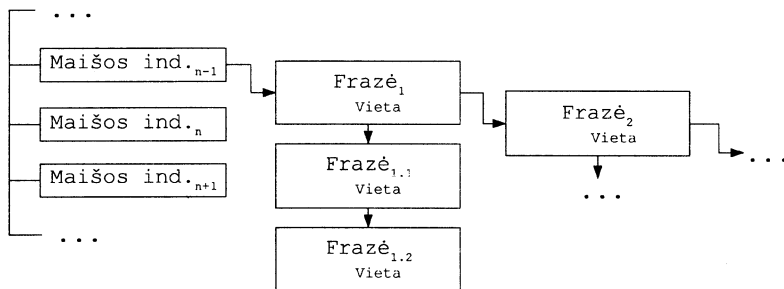 ...
Maišos ind.n-1
Frazė1
Vieta
Frazė2
Vieta
...
Maišos ind.n
Frazė1.1
Vieta
...
Maišos ind.n+1
...
Frazė1.2
Vieta